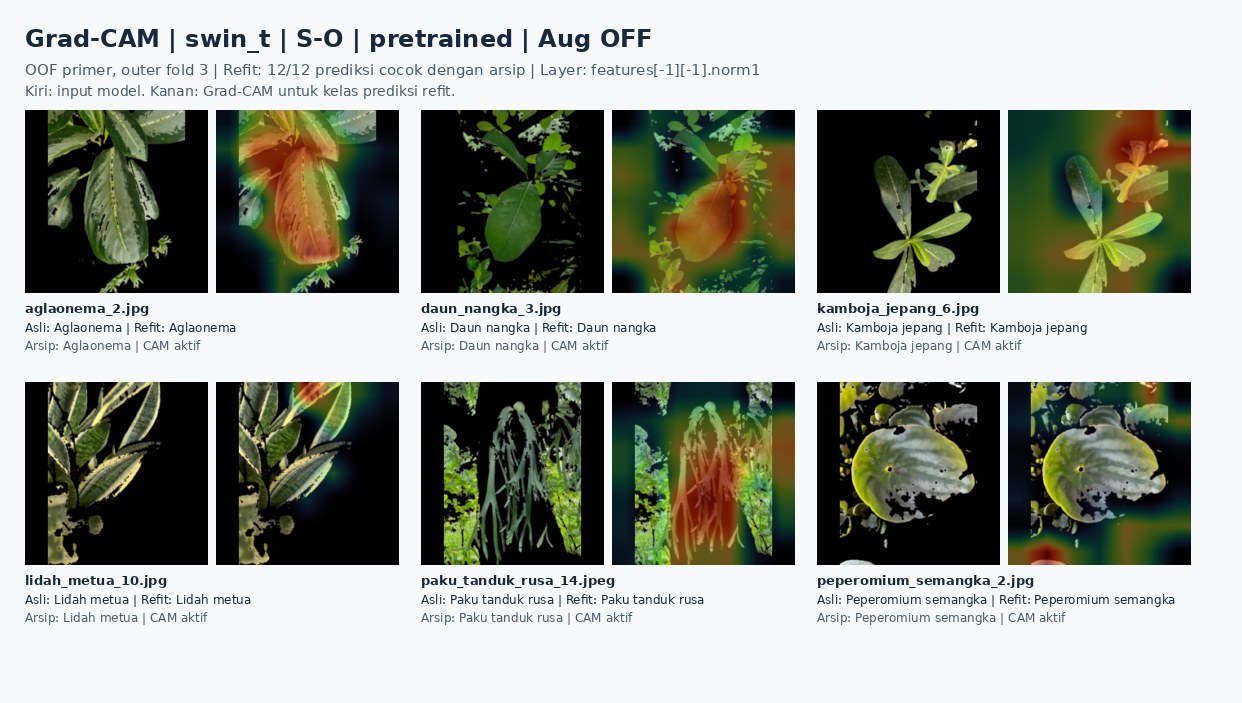 Grad-CAM | swin_t | S-O | pretrained | Aug OFF
OOF primer, outer fold 3 | Refit: 12/12 prediksi cocok dengan arsip | Layer: features[-1][-1].norm1
Kiri: input model. Kanan: Grad-CAM untuk kelas prediksi refit.
aglaonema_2.jpg
Asli: Aglaonema | Refit: Aglaonema
Arsip: Aglaonema | CAM aktif
daun_nangka_3.jpg
Asli: Daun nangka | Refit: Daun nangka
Arsip: Daun nangka | CAM aktif
kamboja_jepang_6.jpg
Asli: Kamboja jepang | Refit: Kamboja jepang
Arsip: Kamboja jepang | CAM aktif
lidah_metua_10.jpg
Asli: Lidah metua | Refit: Lidah metua
Arsip: Lidah metua | CAM aktif
paku_tanduk_rusa_14.jpeg
Asli: Paku tanduk rusa | Refit: Paku tanduk rusa
Arsip: Paku tanduk rusa | CAM aktif
peperomium_semangka_2.jpg
Asli: Peperomium semangka | Refit: Peperomium semangka
Arsip: Peperomium semangka | CAM aktif